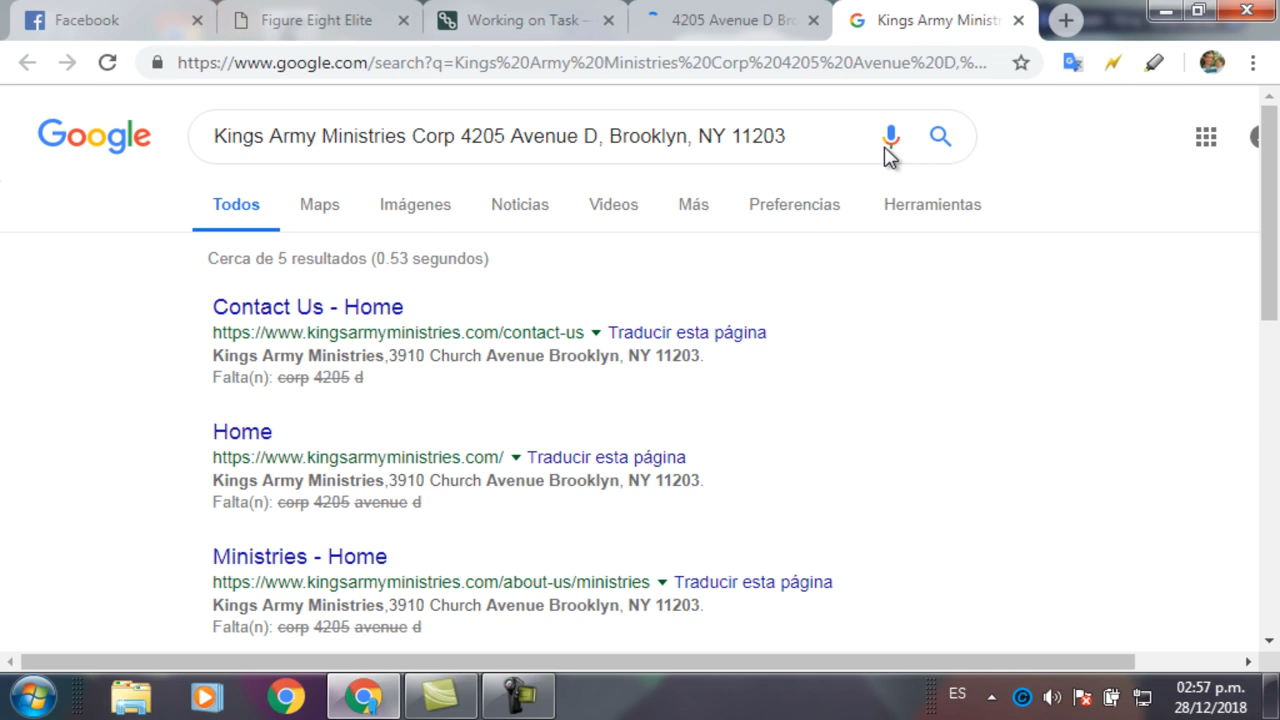 Facebook
Figure Eight Elite
Working on Task –
4205 Avenue D Bro
Kings Army Ministr
https://www.google.com/search?q=Kings%20Army%20Ministries%20Corp%204205%20Avenue%20D,%...
Google
Kings Army Ministries Corp 4205 Avenue D, Brooklyn, NY 11203
Todos Maps Imágenes Noticias Videos Más Preferencias Herramientas
Cerca de 5 resultados (0.53 segundos)
Contact Us - Home
https://www.kingsarmyministries.com/contact-us Traducir esta página
Kings Army Ministries,3910 Church Avenue Brooklyn, NY 11203.
Falta(n): corp 4205 d
Home
https://www.kingsarmyministries.com/ Traducir esta página
Kings Army Ministries,3910 Church Avenue Brooklyn, NY 11203.
Falta(n): corp 4205 avenue d
Ministries - Home
https://www.kingsarmyministries.com/about-us/ministries Traducir esta página
Kings Army Ministries,3910 Church Avenue Brooklyn, NY 11203.
Falta(n): corp 4205 avenue d
ES
02:57 p.m.
28/12/2018